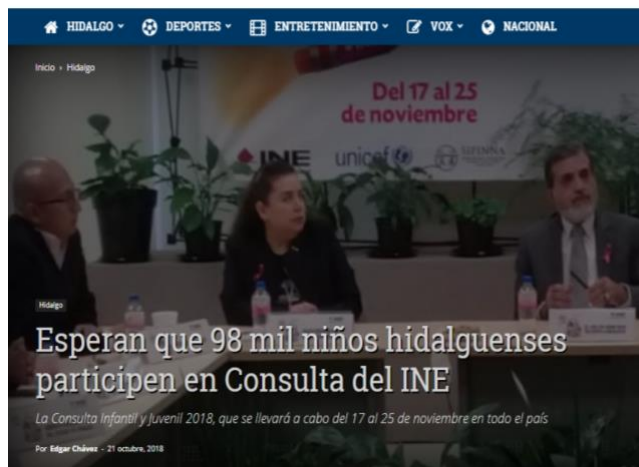 HIDALGO DEPORTES ENTRETENIMIENTO VOX NACIONAL
Inicio › Hidalgo
Del 17 al 25
de noviembre
INE unicef SIPINNA
Hidalgo
Esperan que 98 mil niños hidalguenses
participen en Consulta del INE
La Consulta Infantil y Juvenil 2018, que se llevará a cabo del 17 al 25 de noviembre en todo el país
Por Edgar Chávez - 21 octubre, 2018